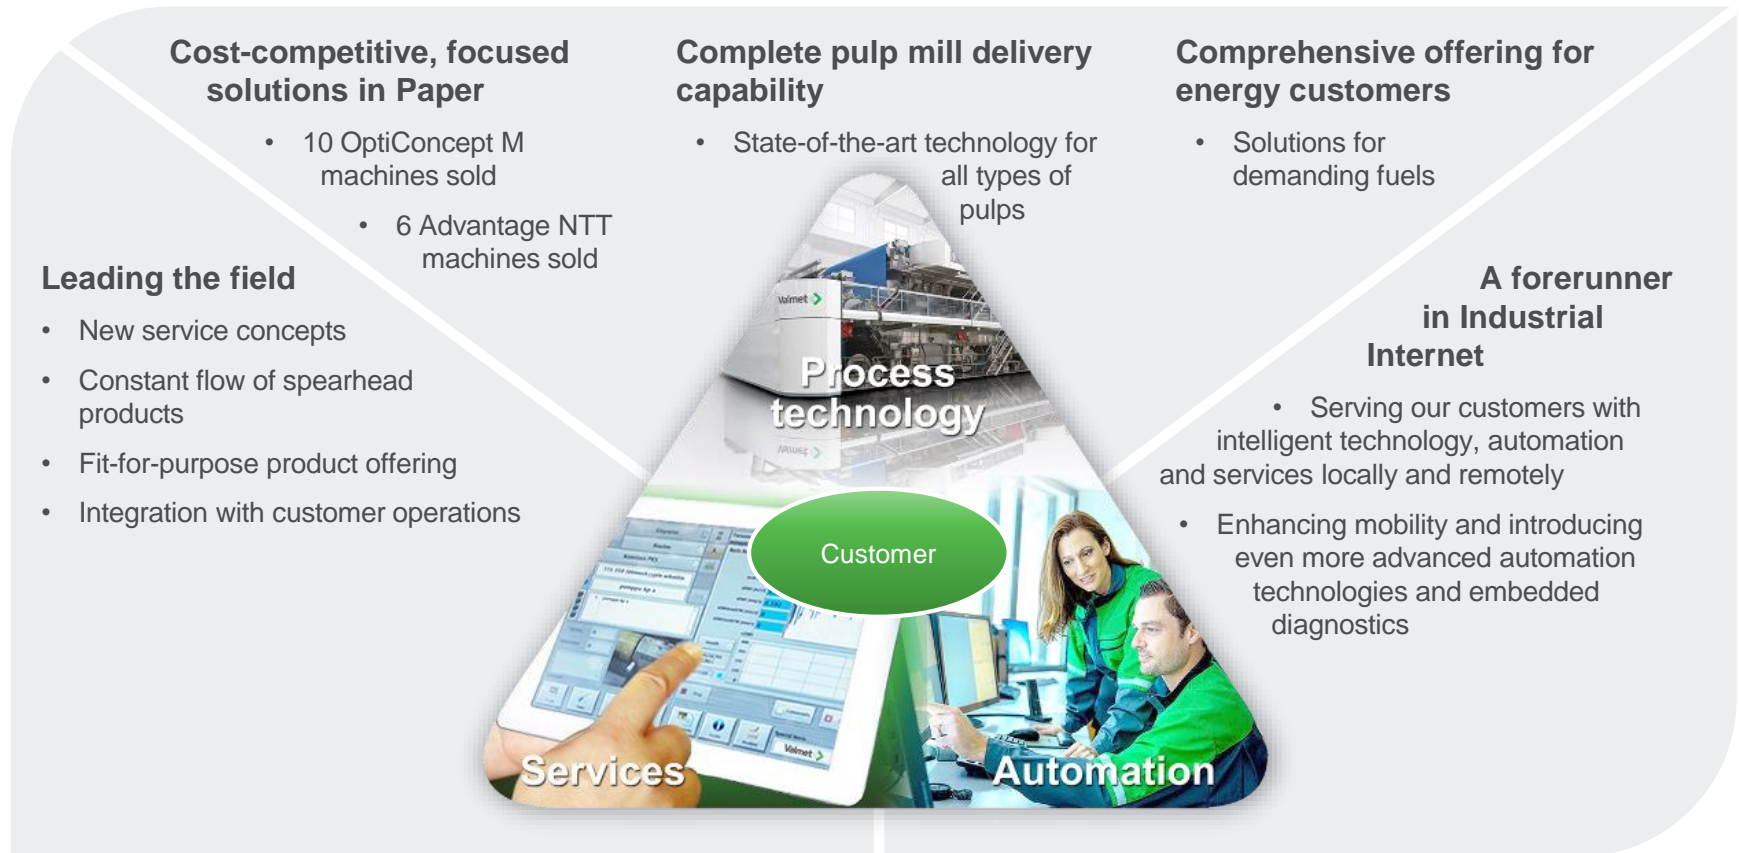 Cost-competitive, focused
solutions in Paper
• 10 OptiConcept M
machines sold
• 6 Advantage NTT
machines sold
Complete pulp mill delivery
capability
• State-of-the-art technology for
all types of
pulps
Comprehensive offering for
energy customers
• Solutions for
demanding fuels
Leading the field
• New service concepts
• Constant flow of spearhead
products
• Fit-for-purpose product offering
• Integration with customer operations
A forerunner
in Industrial
Internet
• Serving our customers with
intelligent technology, automation
and services locally and remotely
• Enhancing mobility and introducing
even more advanced automation
technologies and embedded
diagnostics
Valmet
Process
technology
Customer
Valmet
Services
Automation